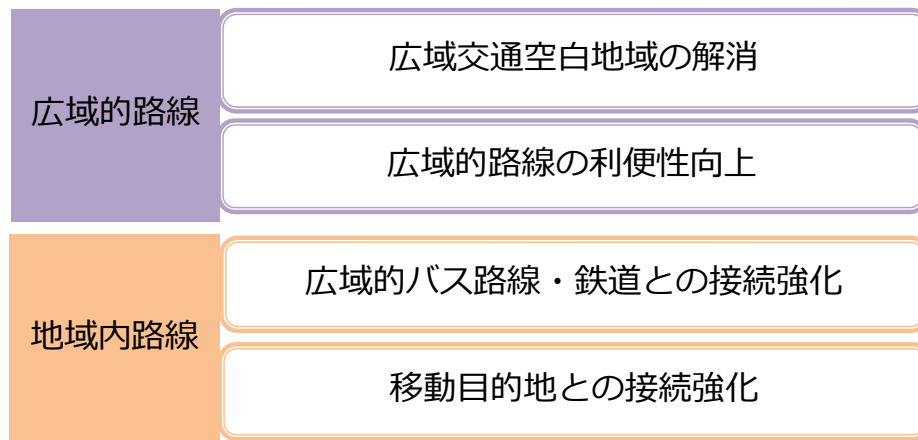 広域的路線
広域交通空白地域の解消
広域的路線の利便性向上
地域内路線
広域的バス路線・鉄道との接続強化
移動目的地との接続強化